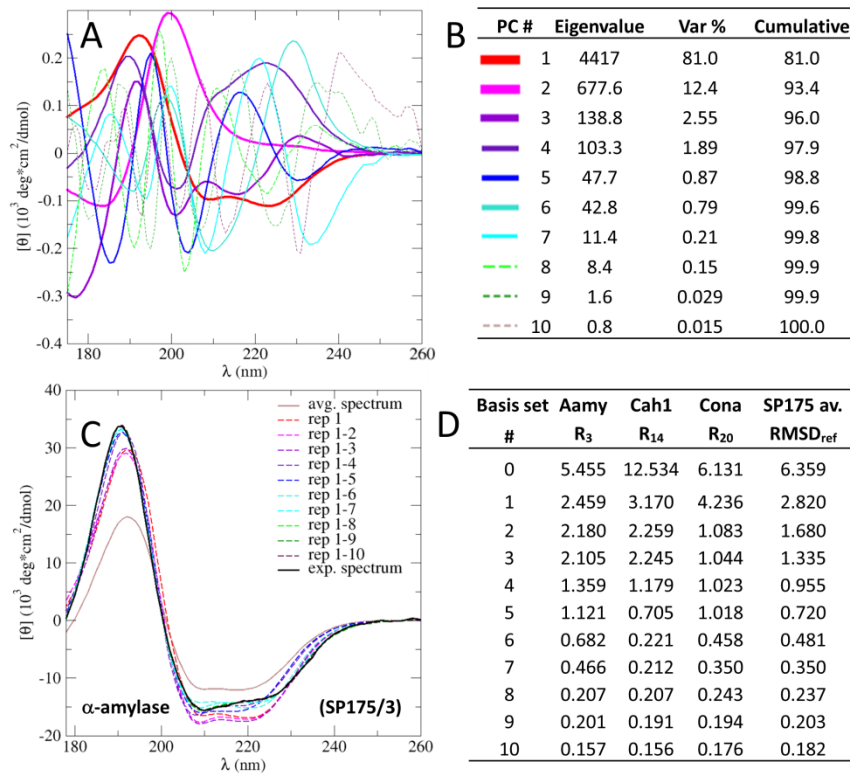 A
[θ] (10³ deg*cm²/dmol)
0.2
0.1
0
-0.1
-0.2
-0.3
-0.4
180 200 220 240 260
λ (nm)
B
PC # Eigenvalue Var % Cumulative
1 4417 81.0 81.0
2 677.6 12.4 93.4
3 138.8 2.55 96.0
4 103.3 1.89 97.9
5 47.7 0.87 98.8
6 42.8 0.79 99.6
7 11.4 0.21 99.8
8 8.4 0.15 99.9
9 1.6 0.029 99.9
10 0.8 0.015 100.0
C
[θ] (10³ deg*cm²/dmol)
40
30
20
10
0
-10
-20
avg. spectrum
rep 1
rep 1-2
rep 1-3
rep 1-4
rep 1-5
rep 1-6
rep 1-7
rep 1-8
rep 1-9
rep 1-10
exp. spectrum
α-amylase (SP175/3)
180 200 220 240 260
λ (nm)
D
Basis set Aamy Cah1 Cona SP175 av.
# R₃ R₁₄ R₂₀ RMSD_ref
0 5.455 12.534 6.131 6.359
1 2.459 3.170 4.236 2.820
2 2.180 2.259 1.083 1.680
3 2.105 2.245 1.044 1.335
4 1.359 1.179 1.023 0.955
5 1.121 0.705 1.018 0.720
6 0.682 0.221 0.458 0.481
7 0.466 0.212 0.350 0.350
8 0.207 0.207 0.243 0.237
9 0.201 0.191 0.194 0.203
10 0.157 0.156 0.176 0.182